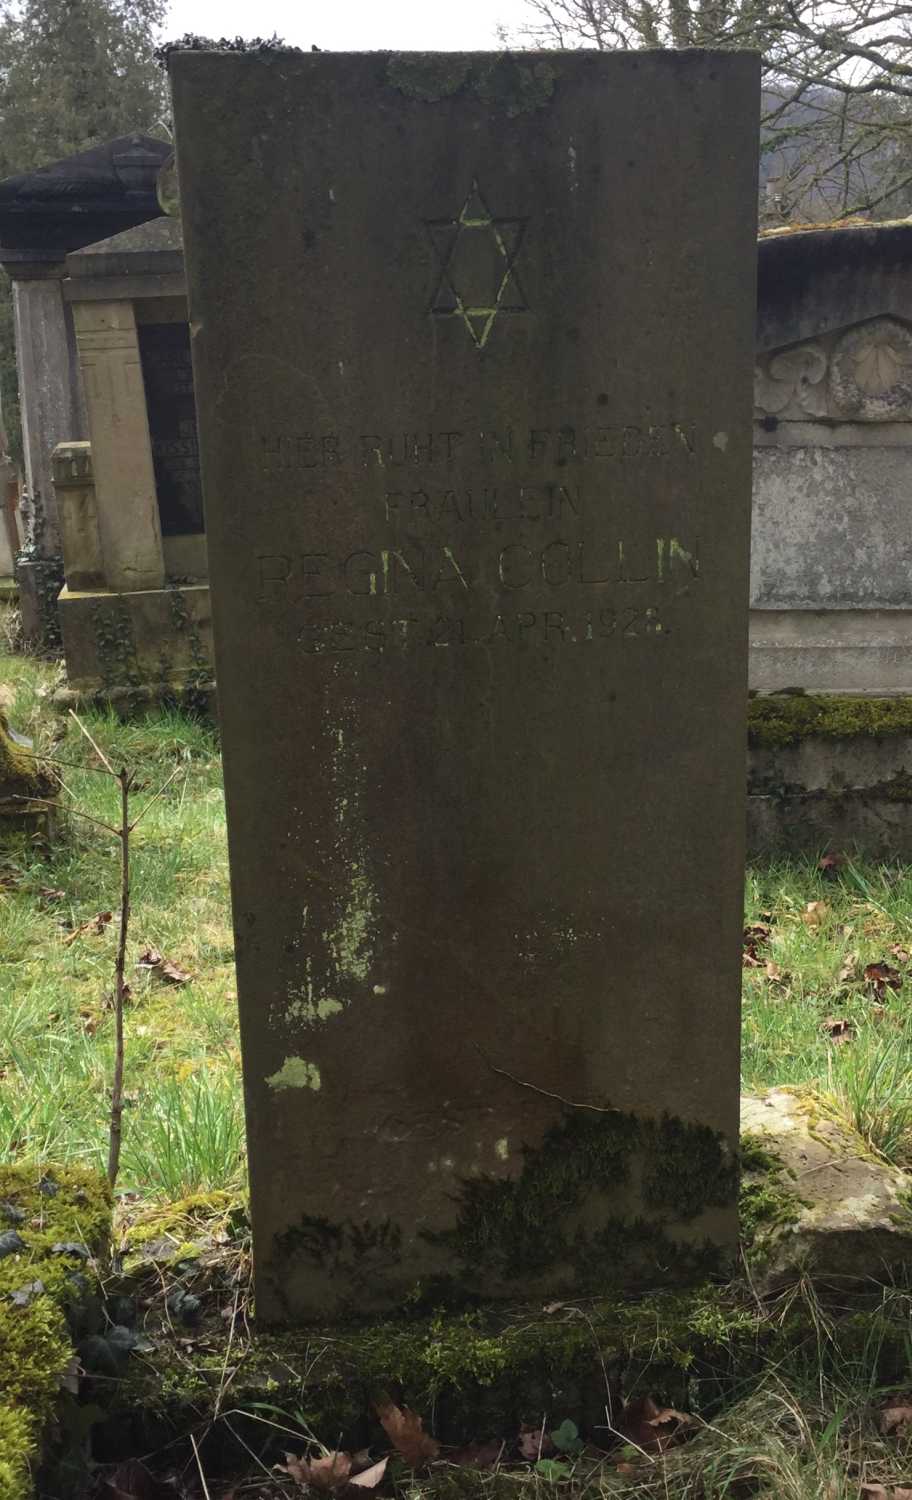 HIER RUHT IN FRIEDEN
FRÄULEIN
REGINA COLLIN
GEST. 21. APR. 1928.